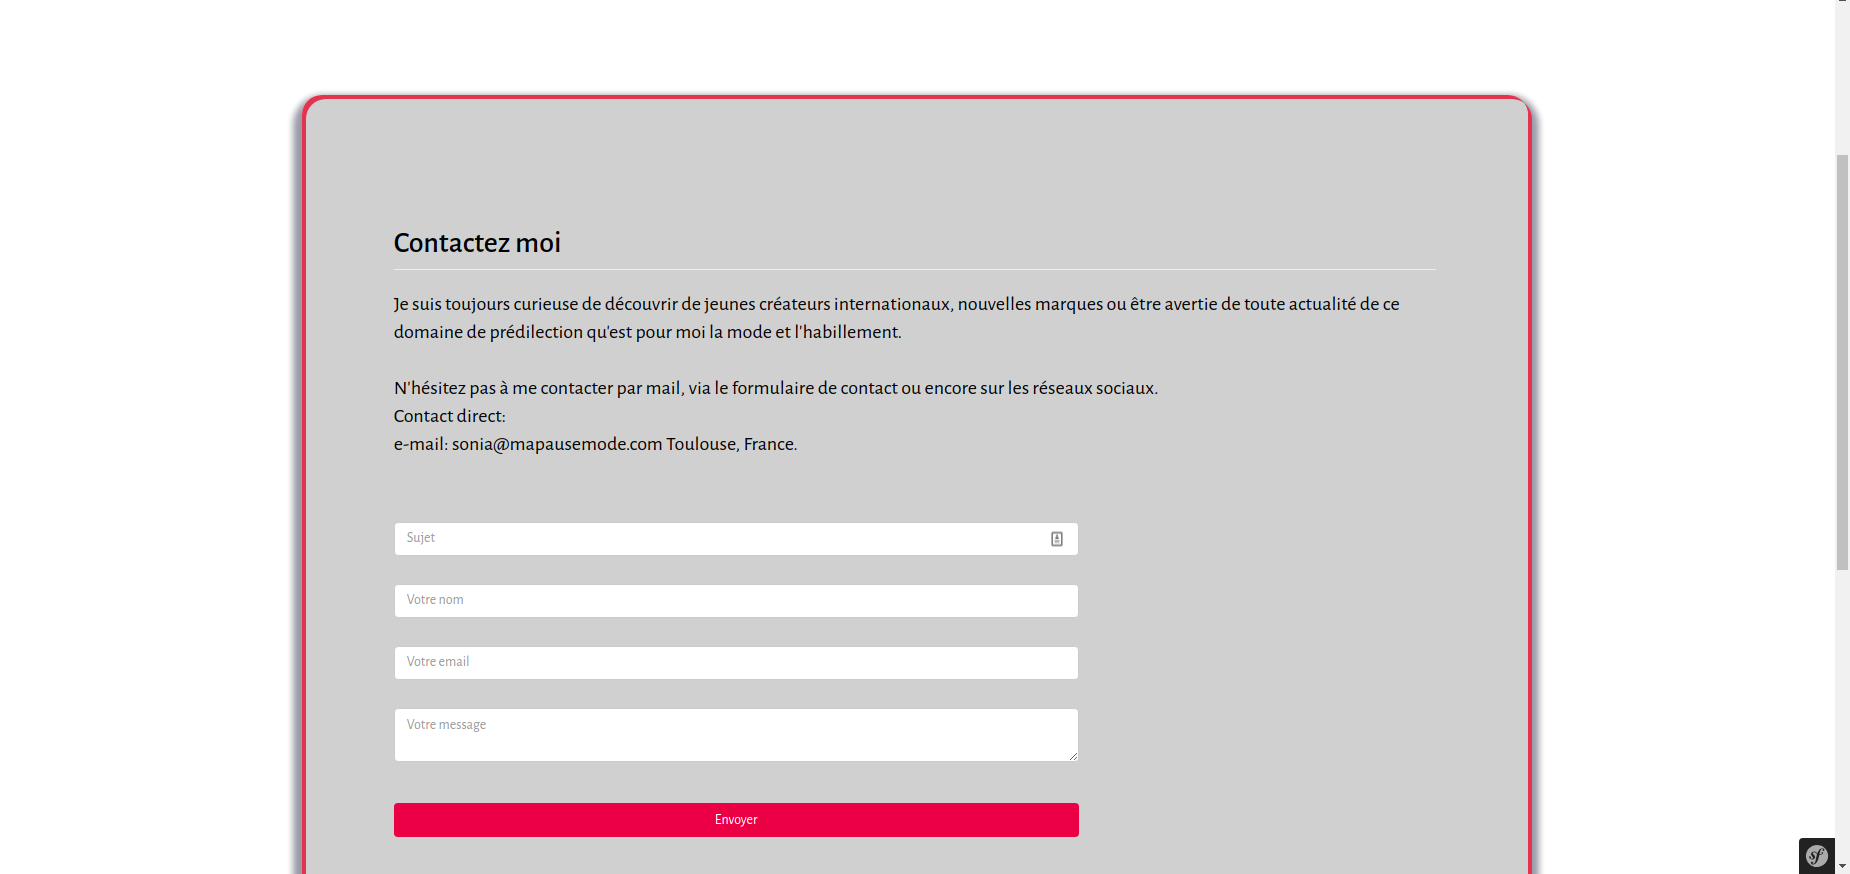 Contactez moi
Je suis toujours curieuse de découvrir de jeunes créateurs internationaux, nouvelles marques ou être avertie de toute actualité de ce
domaine de prédilection qu'est pour moi la mode et l'habillement.
N'hésitez pas à me contacter par mail, via le formulaire de contact ou encore sur les réseaux sociaux.
Contact direct:
e-mail: sonia@mapausemode.com Toulouse, France.
Sujet
Votre nom
Votre email
Votre message
Envoyer
sf